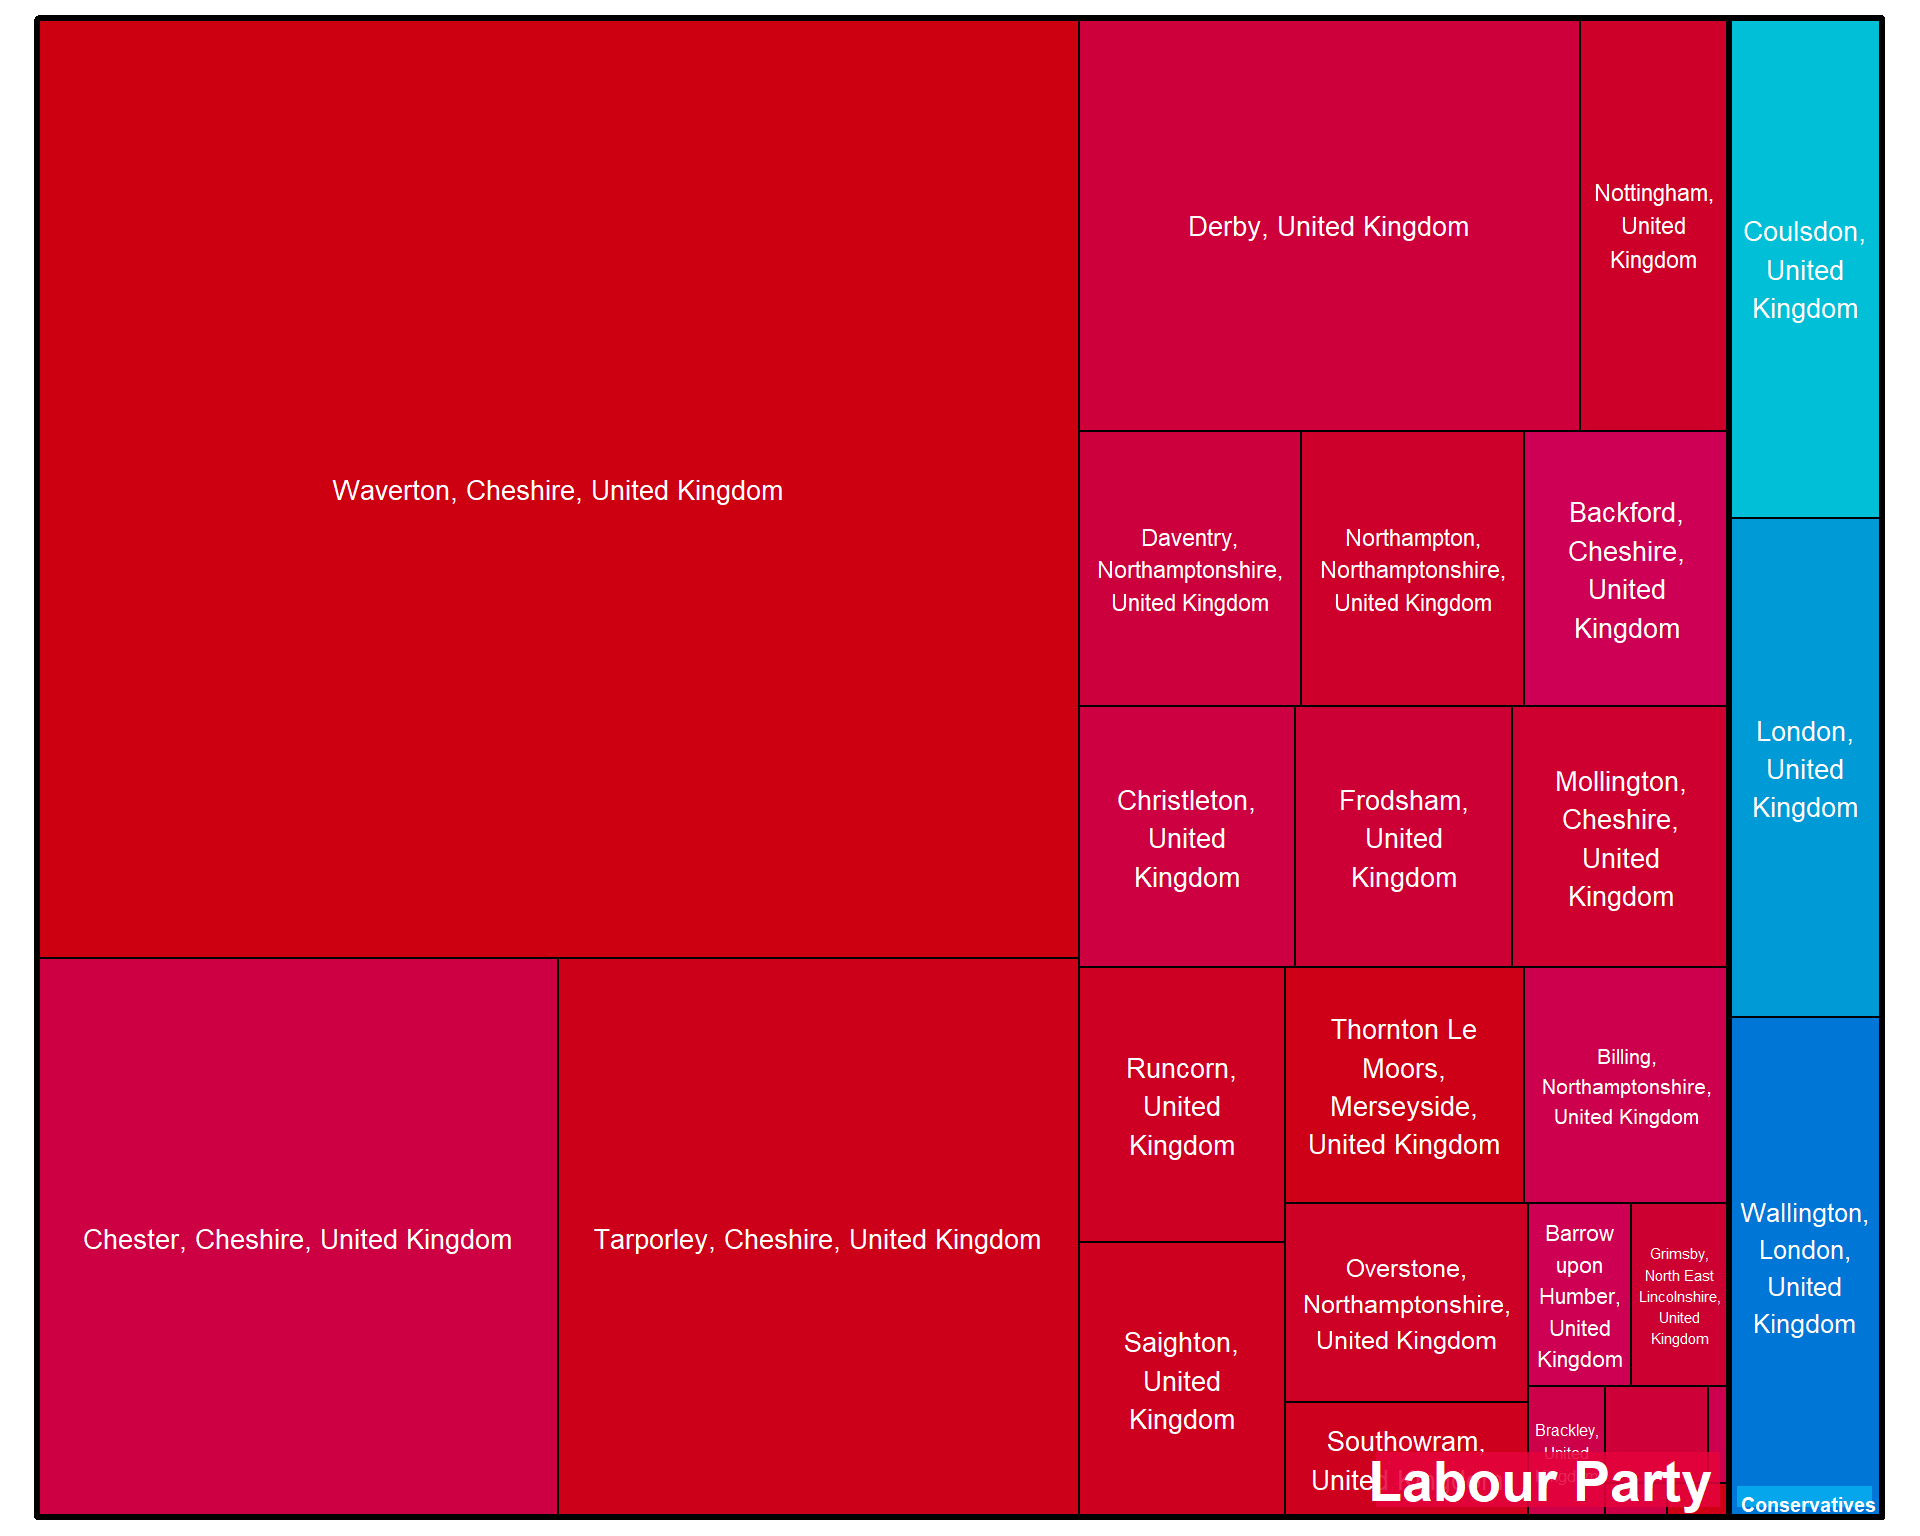 Waverton, Cheshire, United Kingdom
Chester, Cheshire, United Kingdom
Tarporley, Cheshire, United Kingdom
Derby, United Kingdom
Nottingham,
United
Kingdom
Daventry,
Northamptonshire,
United Kingdom
Northampton,
Northamptonshire,
United Kingdom
Backford,
Cheshire,
United
Kingdom
Christleton,
United
Kingdom
Frodsham,
United
Kingdom
Mollington,
Cheshire,
United
Kingdom
Runcorn,
United
Kingdom
Saighton,
United
Kingdom
Thornton Le
Moors,
Merseyside,
United Kingdom
Billing,
Northamptonshire,
United Kingdom
Overstone,
Northamptonshire,
United Kingdom
Barrow
upon
Humber,
United
Kingdom
Grimsby,
North East
Lincolnshire,
United
Kingdom
Southowram,
United
Brackley,
United
Labour Party
Coulsdon,
United
Kingdom
London,
United
Kingdom
Wallington,
London,
United
Kingdom
Conservatives